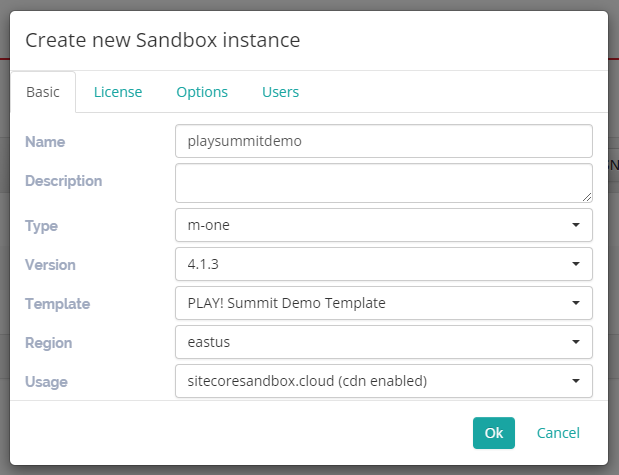 Create new Sandbox instance
Basic License Options Users
Name playsummitdemo
Description
Type m-one
Version 4.1.3
Template PLAY! Summit Demo Template
Region eastus
Usage sitecoresandbox.cloud (cdn enabled)
Ok Cancel